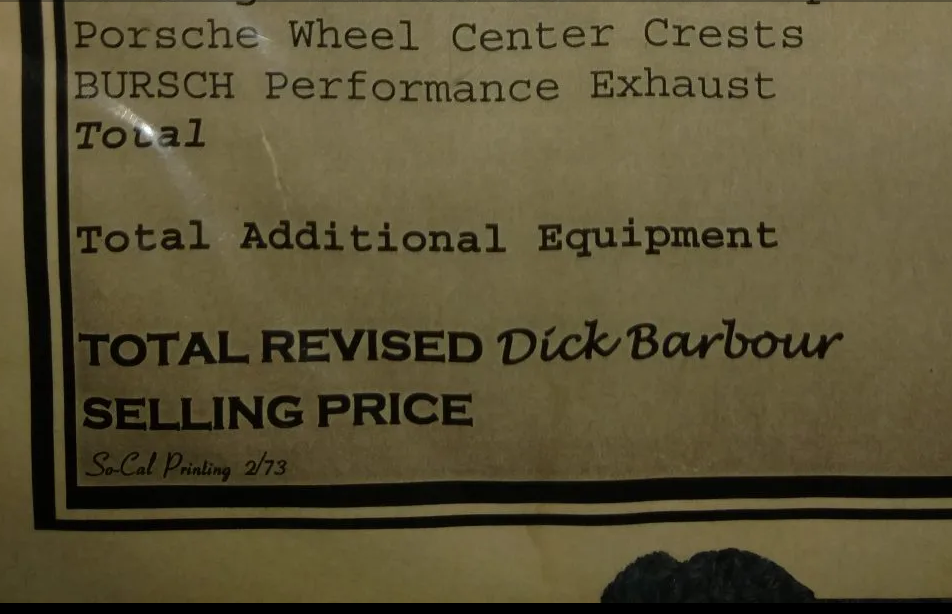 Porsche Wheel Center Crests
BURSCH Performance Exhaust
Total
Total Additional Equipment
TOTAL REVISED Dick Barbour
SELLING PRICE
So-Cal Printing 2/73